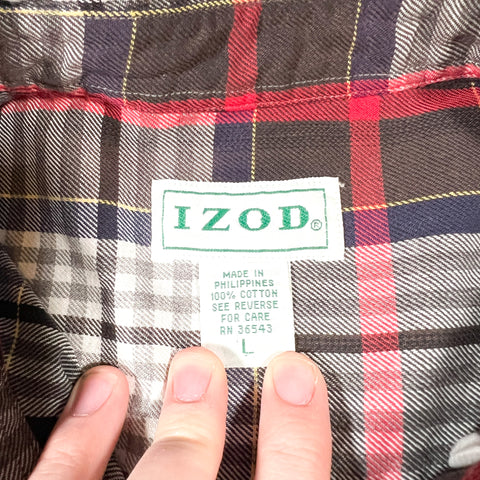 IZOD®
MADE IN
PHILIPPINES
100% COTTON
SEE REVERSE
FOR CARE
RN 36543
L